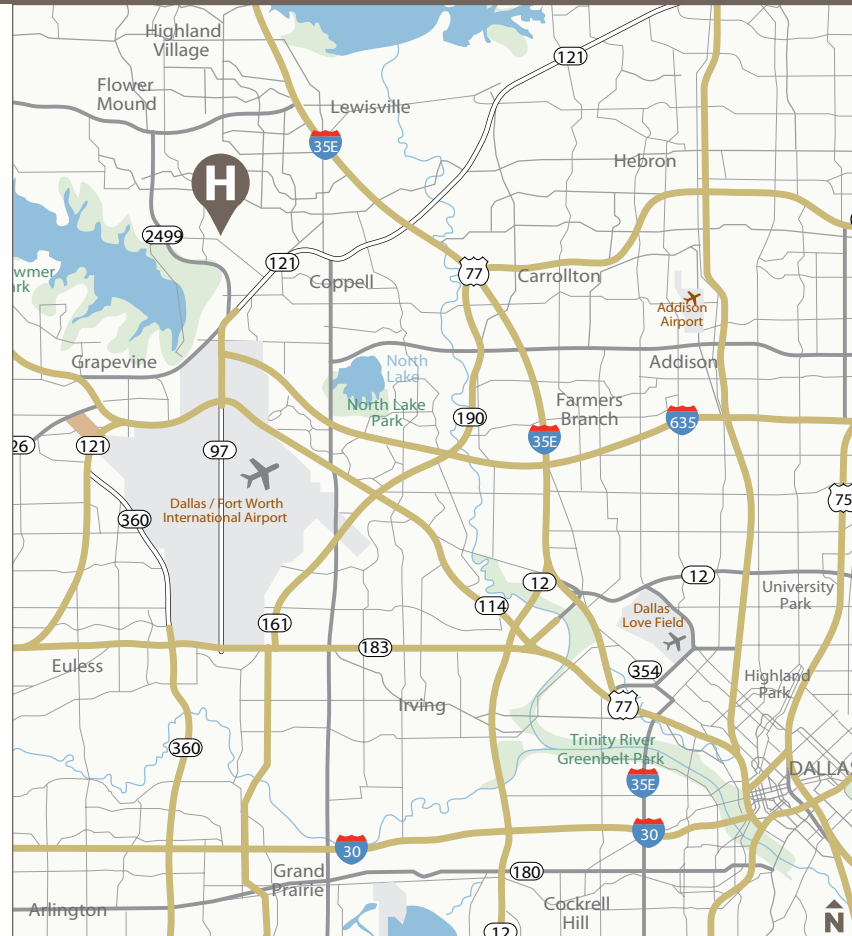 Highland
Village
121
Flower
Mound
Lewisville
35E
Hebron
H
2499
121
77
Coppell
Carrollton
wmer
rk
Addison
Airport
Grapevine
North
Lake
Addison
North Lake
Park
Farmers
Branch
190
635
26
121
97
35E
75
Dallas / Fort Worth
International Airport
360
12
12
University
Park
114
Dallas
Love Field
161
183
Euless
354
Highland
Park
Irving
77
360
Trinity River
Greenbelt Park
DALLAS
35E
30
30
Grand
Prairie
180
Arlington
Cockrell
Hill
12
N